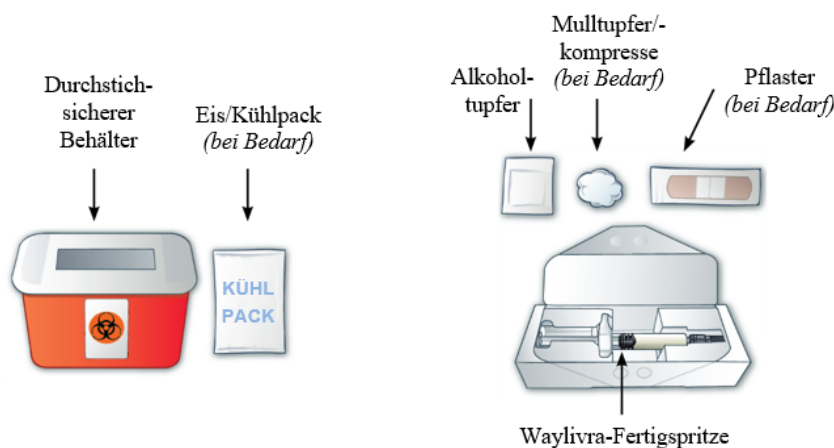 Durchstich-
sicherer
Behälter
Eis/Kühlpack
(bei Bedarf)
KÜHL
PACK
Alkohol-
tupfer
Mulltupfer/-
kompresse
(bei Bedarf)
Pflaster
(bei Bedarf)
Waylivra-Fertigspritze